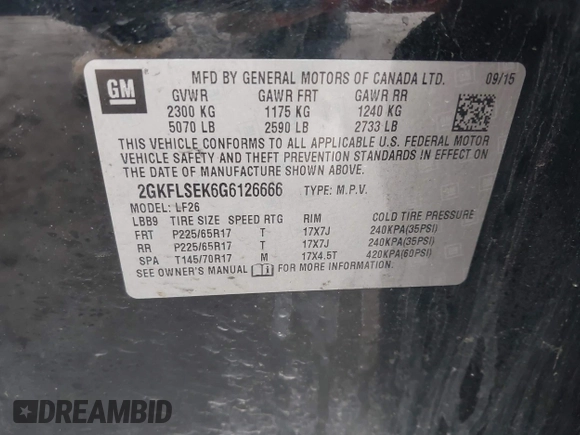 GM
MFD BY GENERAL MOTORS OF CANADA LTD. 09/15
GVWR GAWR FRT GAWR RR
2300 KG 1175 KG 1240 KG
5070 LB 2590 LB 2733 LB
THIS VEHICLE CONFORMS TO ALL APPLICABLE U.S. FEDERAL MOTOR
VEHICLE SAFETY AND THEFT PREVENTION STANDARDS IN EFFECT ON
THE DATE OF MANUFACTURE SHOWN ABOVE.
2GKFLSEK6G6126666 TYPE: M.P.V.
MODEL: LF26
LBB9 TIRE SIZE SPEED RTG RIM COLD TIRE PRESSURE
FRT P225/65R17 T 17X7J 240KPA(35PSI)
RR P225/65R17 T 17X7J 240KPA(35PSI)
SPA T145/70R17 M 17X4.5T 420KPA(60PSI)
SEE OWNER'S MANUAL FOR MORE INFORMATION.
DREAMBID